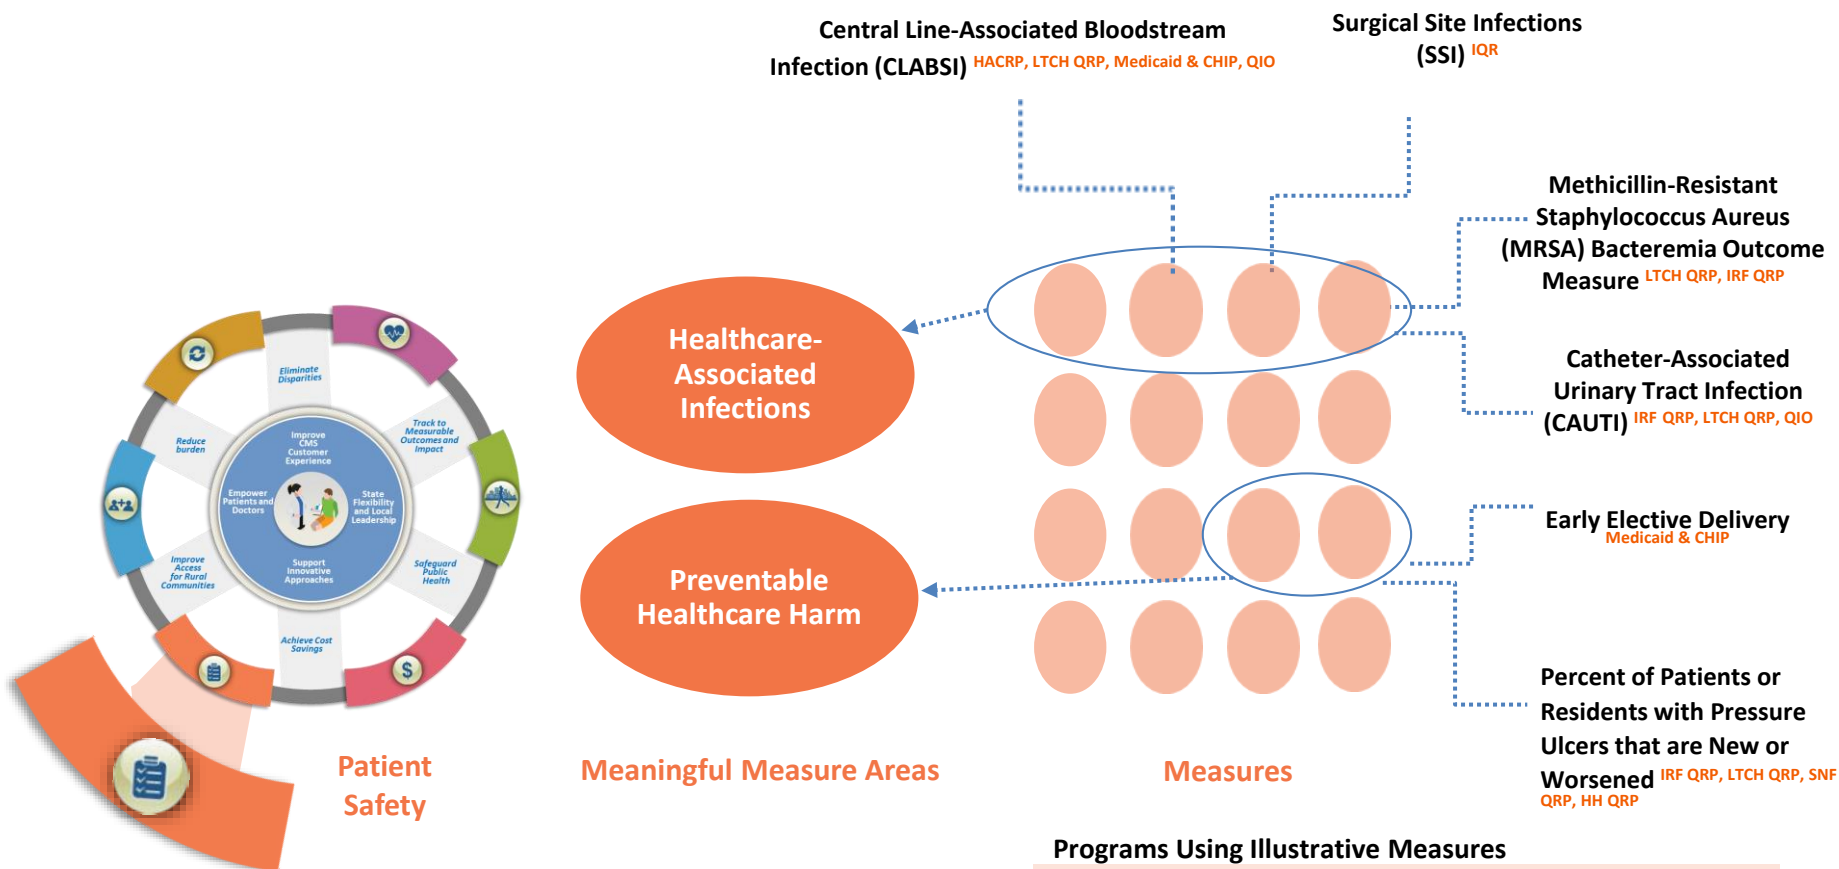 Central Line-Associated Bloodstream
Infection (CLABSI) HACRP, LTCH QRP, Medicaid & CHIP, QIO
Surgical Site Infections
(SSI) IQR
Methicillin-Resistant
Staphylococcus Aureus
(MRSA) Bacteremia Outcome
Measure LTCH QRP, IRF QRP
Catheter-Associated
Urinary Tract Infection
(CAUTI) IRF QRP, LTCH QRP, QIO
Early Elective Delivery
Medicaid & CHIP
Percent of Patients or
Residents with Pressure
Ulcers that are New or
Worsened IRF QRP, LTCH QRP, SNF
QRP, HH QRP
Healthcare-
Associated
Infections
Preventable
Healthcare Harm
Eliminate
Disparities
Track to
Measurable
Outcomes and
Impact
Safeguard
Public
Health
Achieve Cost
Savings
Improve
Access
for Rural
Communities
Reduce
burden
Improve
CMS
Customer
Experience
State
Flexibility
and Local
Leadership
Support
Innovative
Approaches
Empower
Patients and
Doctors
$
Patient
Safety
Meaningful Measure Areas
Measures
Programs Using Illustrative Measures